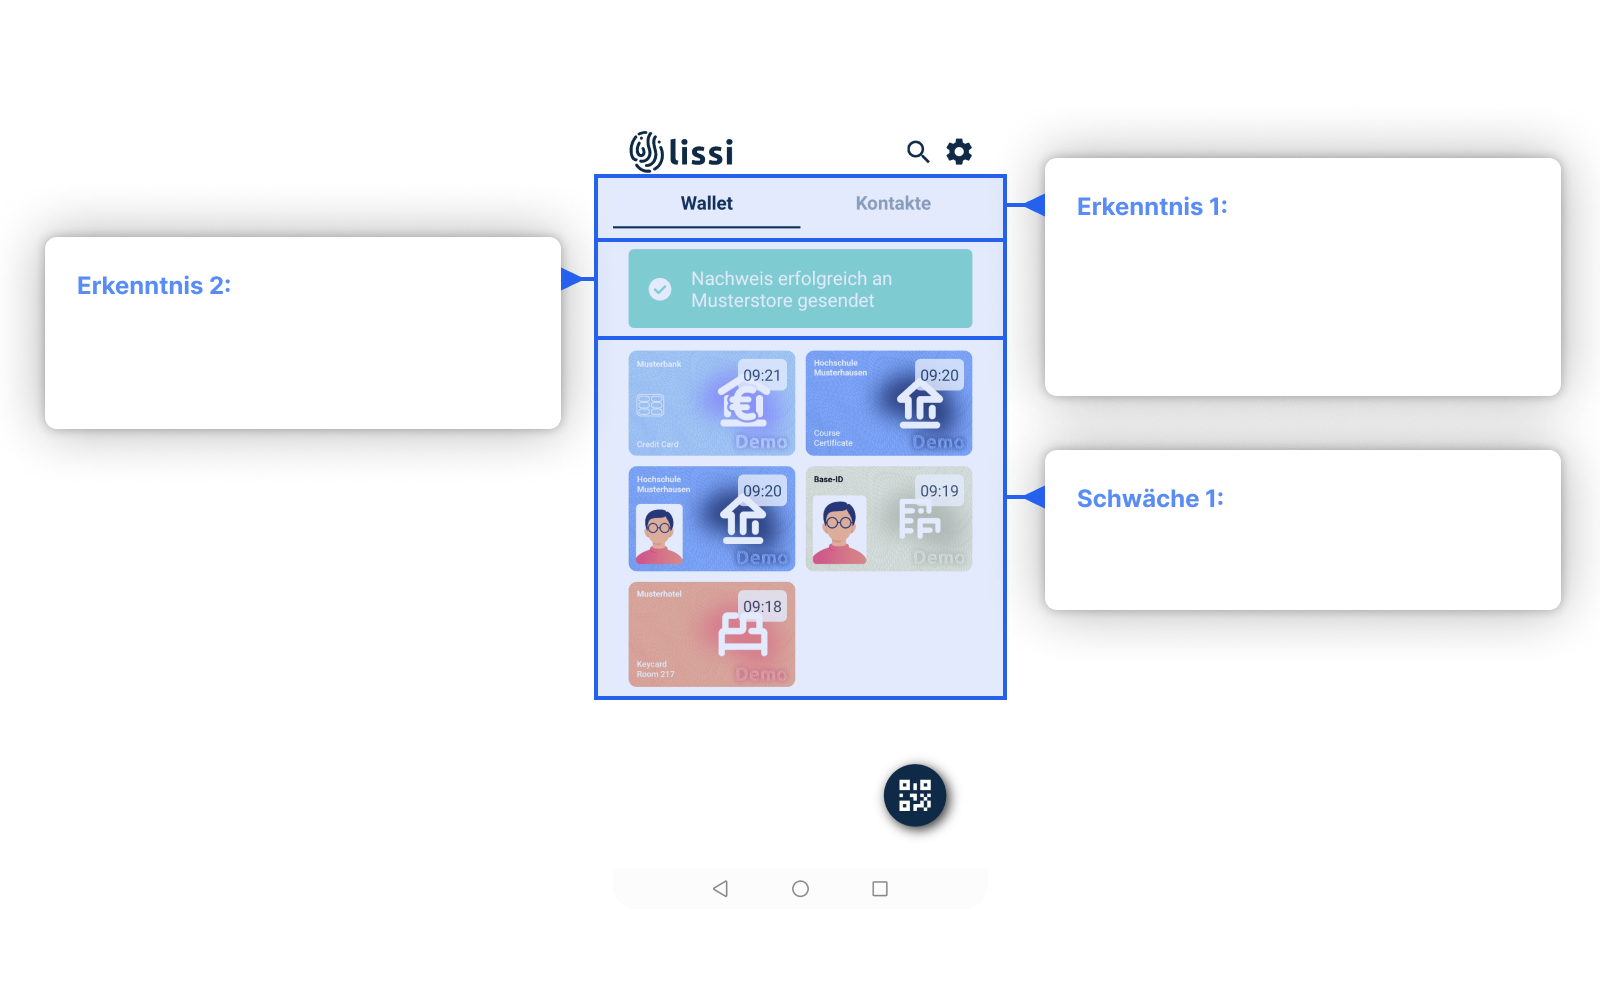 lissi
Wallet
Kontakte
Erkenntnis 1:
Erkenntnis 2:
Nachweis erfolgreich an
Musterstore gesendet
Musterbank
09:21
Credit Card
Demo
Hochschule
Musterhausen
09:20
Course
Certificate
Demo
Hochschule
Musterhausen
09:20
Demo
Base-ID
09:19
Demo
Schwäche 1:
Musterhotel
09:18
Keycard
Room 217
Demo